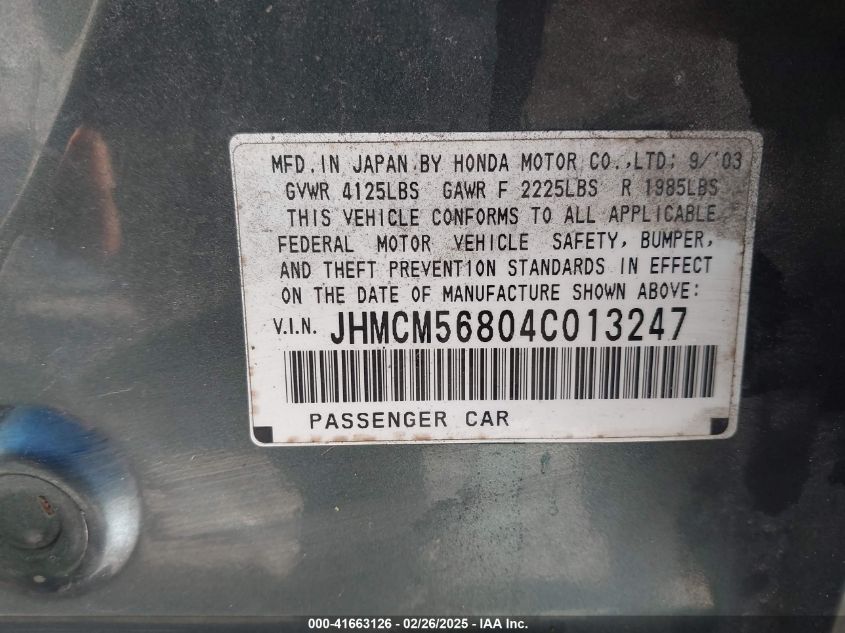 MFD. IN JAPAN BY HONDA MOTOR CO., LTD: 9/'03
GVWR 4125LBS GAWR F 2225LBS R 1985LBS
THIS VEHICLE CONFORMS TO ALL APPLICABLE
FEDERAL MOTOR VEHICLE SAFETY, BUMPER,
AND THEFT PREVENTION STANDARDS IN EFFECT
ON THE DATE OF MANUFACTURE SHOWN ABOVE:
V.I.N. JHMCM56804C013247
PASSENGER CAR
000-41663126 - 02/26/2025 - IAA Inc.